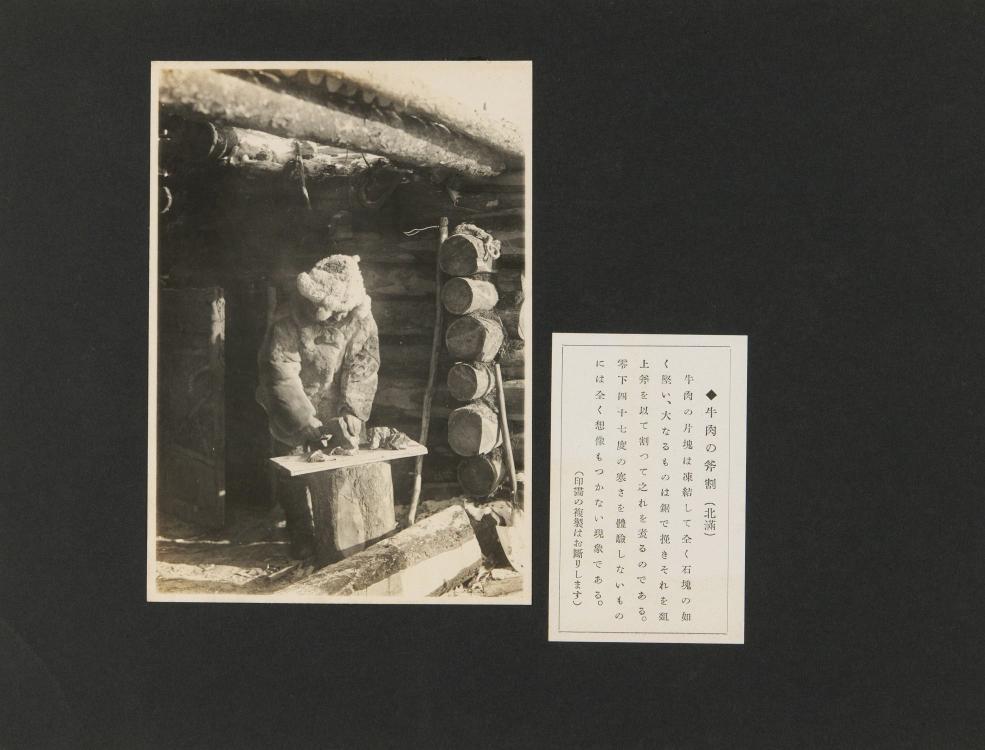 ◆牛肉の斧割（北滿）
牛肉の片塊は凍結して全く石塊の如
く堅い、大なるものは鋸で挽きそれを俎
上斧を以て割つて之れを煮るのである。
零下四十七度の寒さを體驗しないもの
には全く想像もつかない現象である。
（印畵の複製はお斷りします）